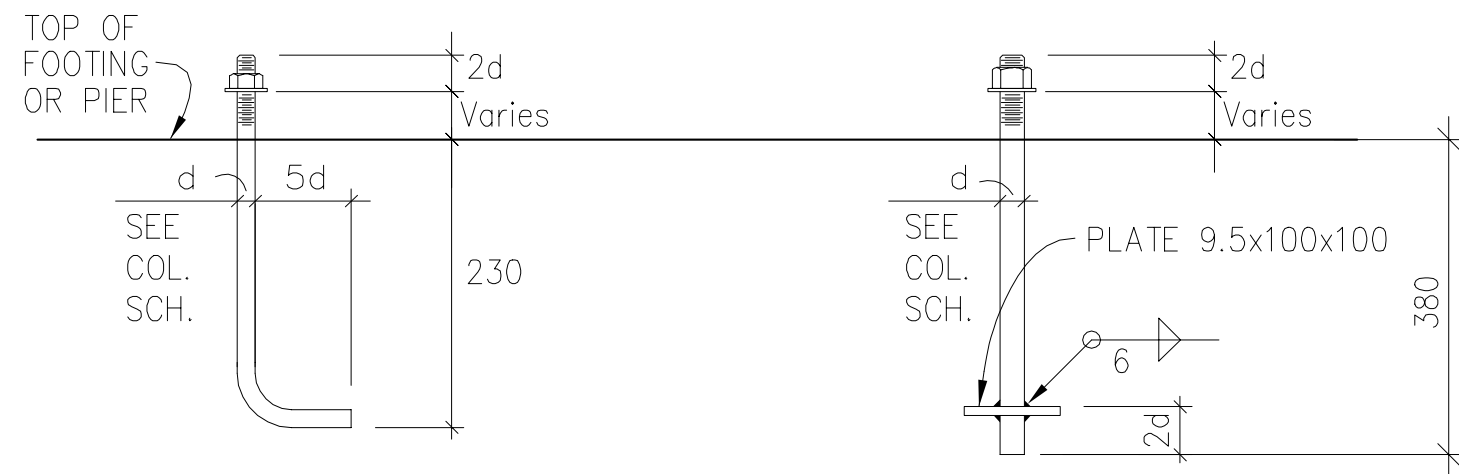 TOP OF
FOOTING
OR PIER
2d
Varies
d
5d
SEE
COL.
SCH.
230
2d
Varies
d
SEE
COL.
SCH.
PLATE 9.5x100x100
6
2d
380